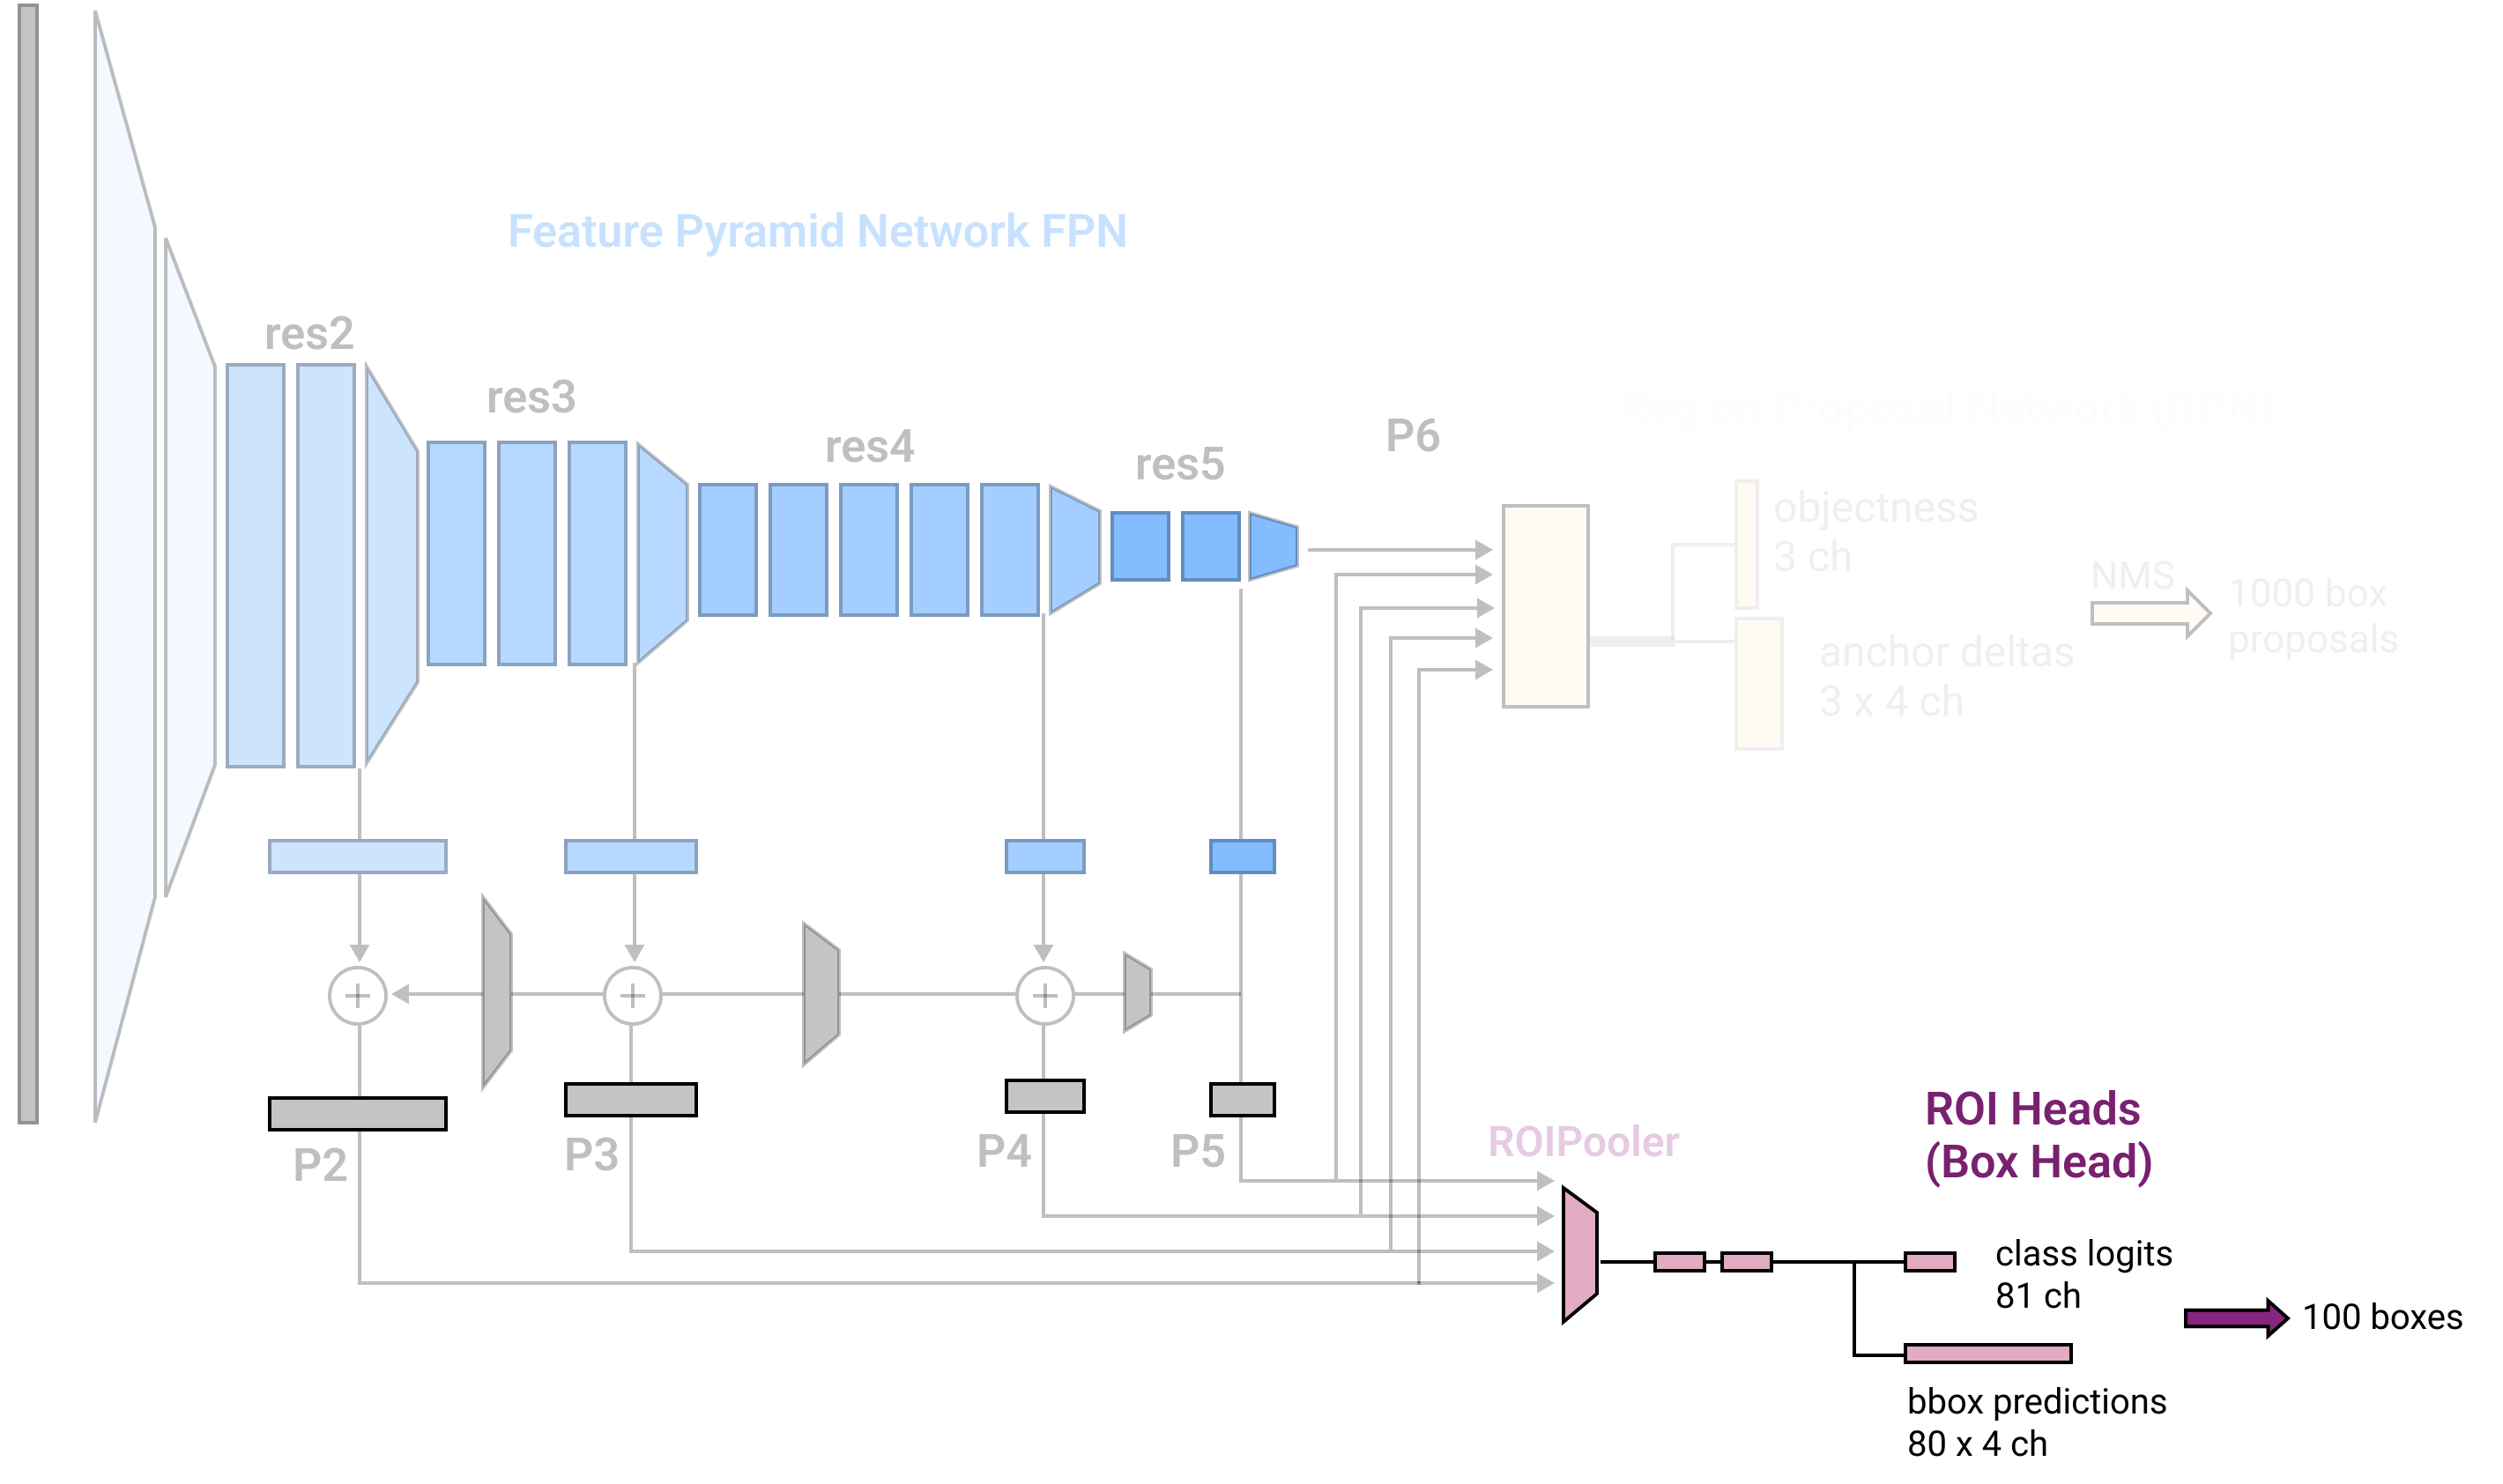 Feature Pyramid Network FPN
res2
res3
res4
res5
P6
Region Proposal Network (RPN)
objectness
3 ch
anchor deltas
3 x 4 ch
NMS
1000 box
proposals
P2
P3
P4
P5
ROIPooler
ROI Heads
(Box Head)
class logits
81 ch
100 boxes
bbox predictions
80 x 4 ch